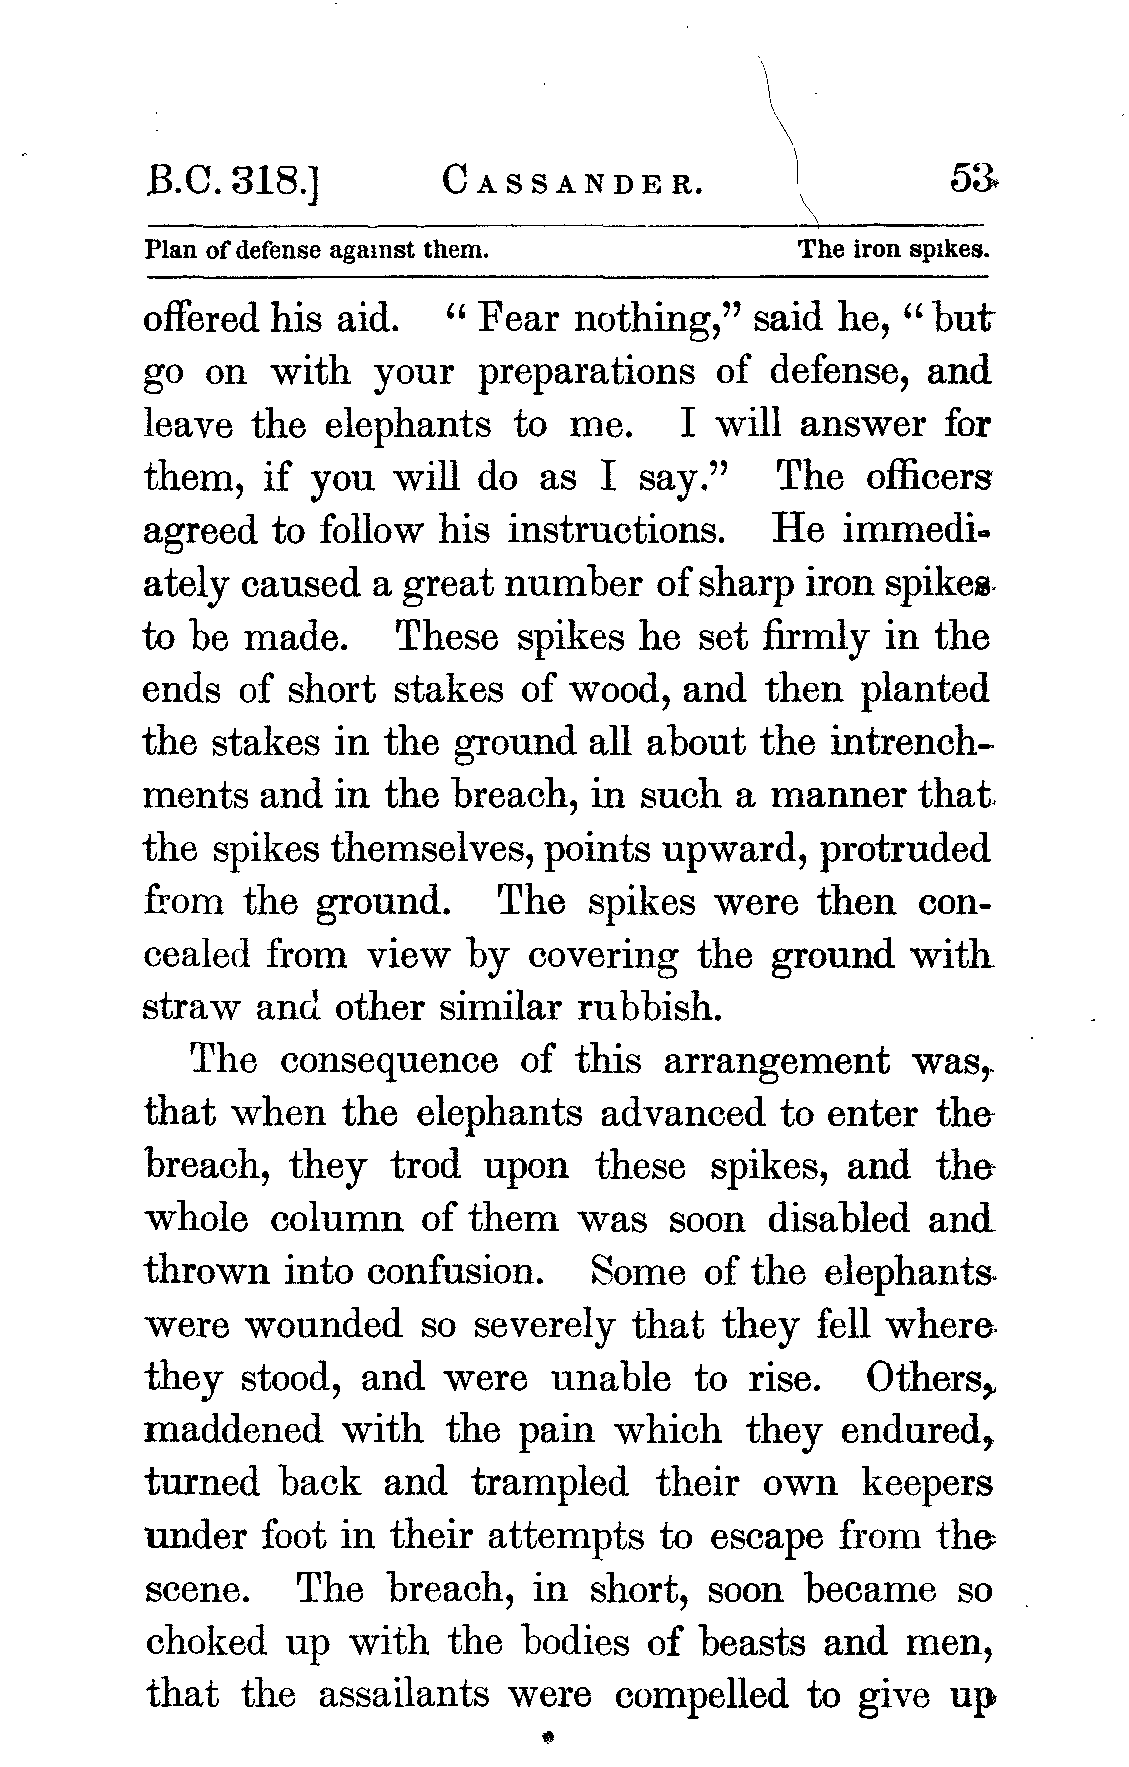 B.C. 318.] CASSANDER. 53
Plan of defense against them. The iron spikes.
offered his aid. “Fear nothing,” said he, “but
go on with your preparations of defense, and
leave the elephants to me. I will answer for
them, if you will do as I say.” The officers
agreed to follow his instructions. He immedi-
ately caused a great number of sharp iron spikes
to be made. These spikes he set firmly in the
ends of short stakes of wood, and then planted
the stakes in the ground all about the intrench-
ments and in the breach, in such a manner that
the spikes themselves, points upward, protruded
from the ground. The spikes were then con-
cealed from view by covering the ground with
straw and other similar rubbish.
The consequence of this arrangement was,
that when the elephants advanced to enter the
breach, they trod upon these spikes, and the
whole column of them was soon disabled and
thrown into confusion. Some of the elephants
were wounded so severely that they fell where
they stood, and were unable to rise. Others,
maddened with the pain which they endured,
turned back and trampled their own keepers
under foot in their attempts to escape from the
scene. The breach, in short, soon became so
choked up with the bodies of beasts and men,
that the assailants were compelled to give up